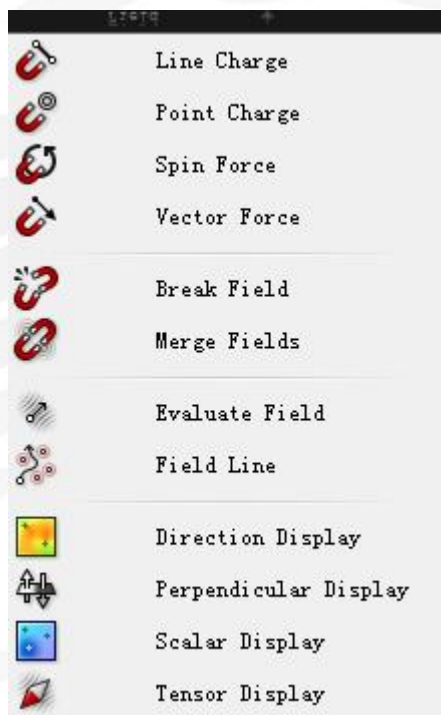 Line Charge
Point Charge
Spin Force
Vector Force
Break Field
Merge Fields
Evaluate Field
Field Line
Direction Display
Perpendicular Display
Scalar Display
Tensor Display